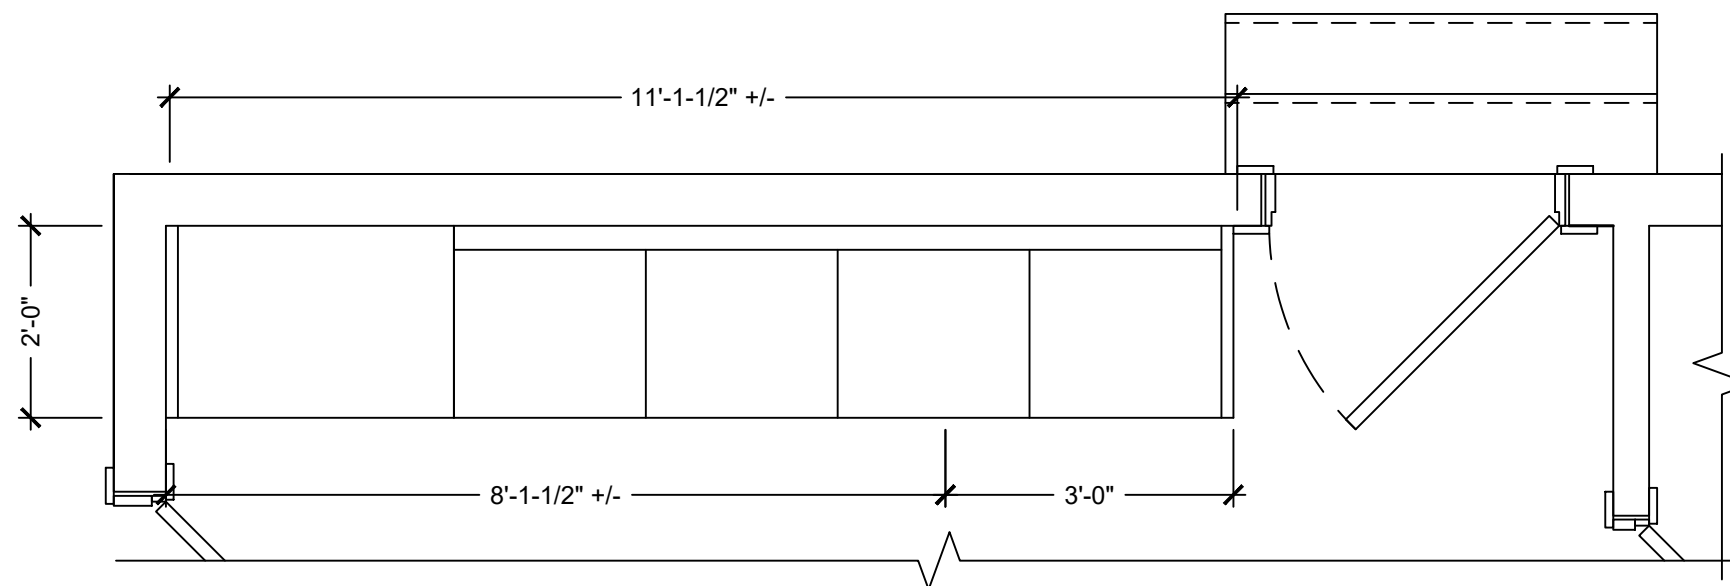 11'-1-1/2" +/-
2'-0"
8'-1-1/2" +/-
3'-0"